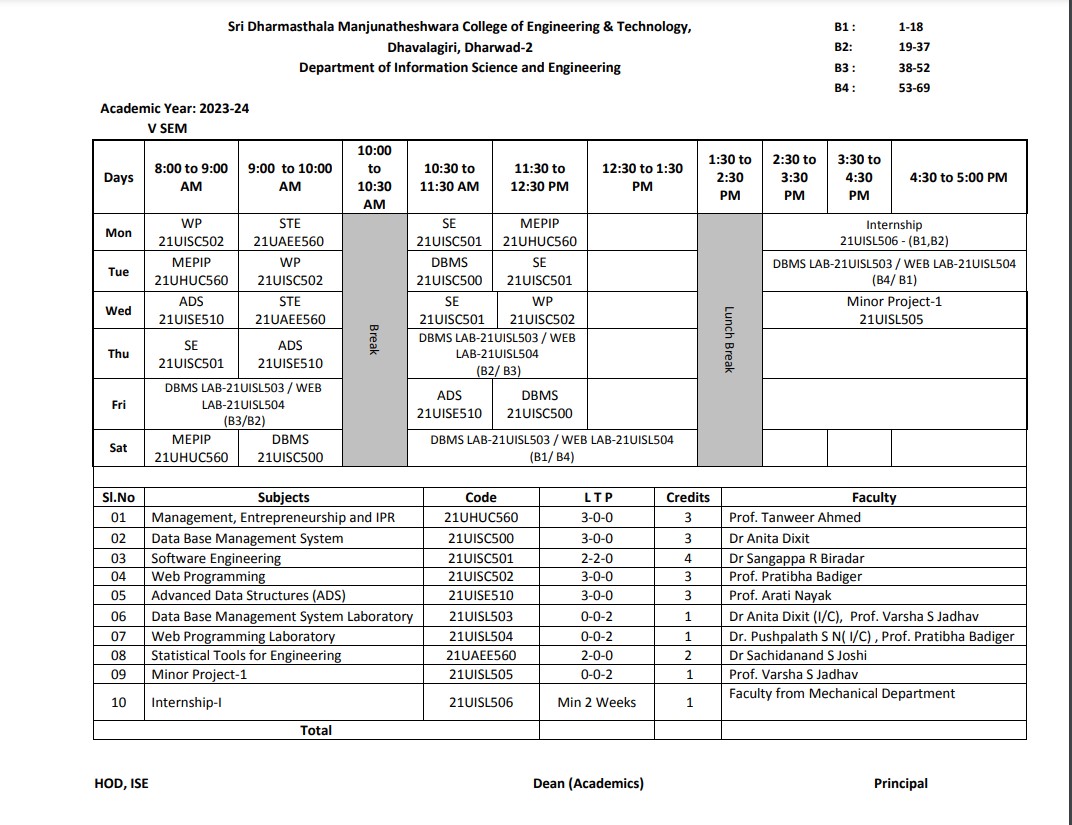 Sri Dharmasthala Manjunatheshwara College of Engineering & Technology,
Dhavalagiri, Dharwad-2
Department of Information Science and Engineering
B1 : 1-18
B2: 19-37
B3 : 38-52
B4 : 53-69
Academic Year: 2023-24
V SEM
Days
8:00 to 9:00
AM
9:00 to 10:00
AM
10:00
to
10:30
AM
10:30 to
11:30 AM
11:30 to
12:30 PM
12:30 to 1:30
PM
1:30 to
2:30
PM
2:30 to
3:30
PM
3:30 to
4:30
PM
4:30 to 5:00 PM
Break
Lunch Break
Mon
WP
21UISC502
STE
21UAEE560
SE
21UISC501
MEPIP
21UHUC560
Internship
21UISL506 - (B1,B2)
Tue
MEPIP
21UHUC560
WP
21UISC502
DBMS
21UISC500
SE
21UISC501
DBMS LAB-21UISL503 / WEB LAB-21UISL504
(B4/ B1)
Wed
ADS
21UISE510
STE
21UAEE560
SE
21UISC501
WP
21UISC502
Minor Project-1
21UISL505
Thu
SE
21UISC501
ADS
21UISE510
DBMS LAB-21UISL503 / WEB
LAB-21UISL504
(B2/ B3)
Fri
DBMS LAB-21UISL503 / WEB
LAB-21UISL504
(B3/B2)
ADS
21UISE510
DBMS
21UISC500
Sat
MEPIP
21UHUC560
DBMS
21UISC500
DBMS LAB-21UISL503 / WEB LAB-21UISL504
(B1/ B4)
Sl.No Subjects Code L T P Credits Faculty
01 Management, Entrepreneurship and IPR 21UHUC560 3-0-0 3 Prof. Tanweer Ahmed
02 Data Base Management System 21UISC500 3-0-0 3 Dr Anita Dixit
03 Software Engineering 21UISC501 2-2-0 4 Dr Sangappa R Biradar
04 Web Programming 21UISC502 3-0-0 3 Prof. Pratibha Badiger
05 Advanced Data Structures (ADS) 21UISE510 3-0-0 3 Prof. Arati Nayak
06 Data Base Management System Laboratory 21UISL503 0-0-2 1 Dr Anita Dixit (I/C), Prof. Varsha S Jadhav
07 Web Programming Laboratory 21UISL504 0-0-2 1 Dr. Pushpalath S N( I/C) , Prof. Pratibha Badiger
08 Statistical Tools for Engineering 21UAEE560 2-0-0 2 Dr Sachidanand S Joshi
09 Minor Project-1 21UISL505 0-0-2 1 Prof. Varsha S Jadhav
10 Internship-I 21UISL506 Min 2 Weeks 1 Faculty from Mechanical Department
Total
HOD, ISE Dean (Academics) Principal